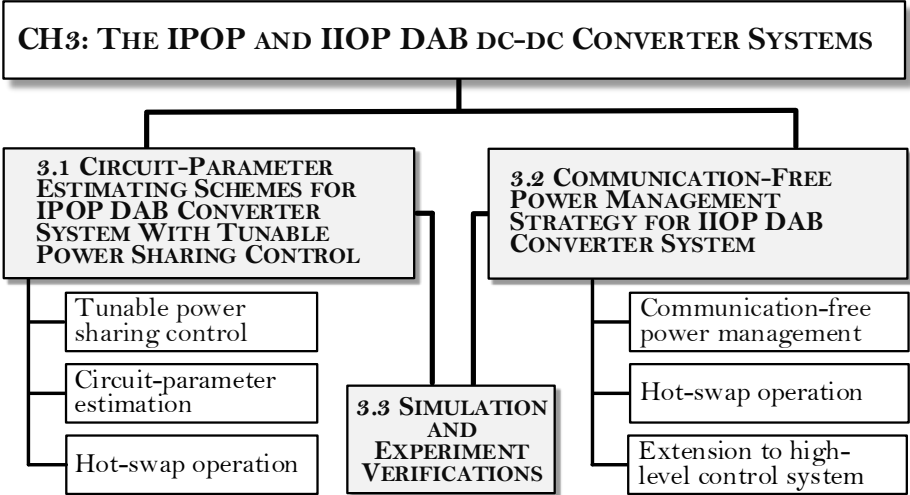 CH3: THE IPOP AND IIOP DAB DC-DC CONVERTER SYSTEMS
3.1 CIRCUIT-PARAMETER
ESTIMATING SCHEMES FOR
IPOP DAB CONVERTER
SYSTEM WITH TUNABLE
POWER SHARING CONTROL
Tunable power
sharing control
Circuit-parameter
estimation
Hot-swap operation
3.2 COMMUNICATION-FREE
POWER MANAGEMENT
STRATEGY FOR IIOP DAB
CONVERTER SYSTEM
Communication-free
power management
Hot-swap operation
Extension to high-
level control system
3.3 SIMULATION
AND
EXPERIMENT
VERIFICATIONS